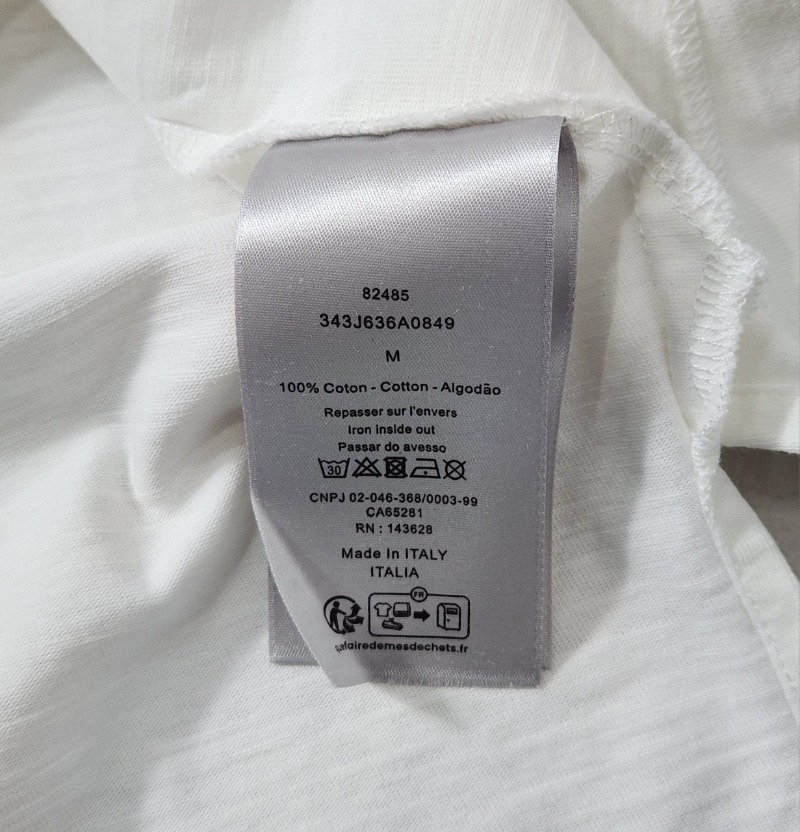 82485
343J636A0849
M
100% Coton - Cotton - Algodão
Repasser sur l'envers
Iron inside out
Passar do avesso
30
CNPJ 02-046-368/0003-99
CA65281
RN : 143628
Made In ITALY
ITALIA
FR
quefairedemesdechets.fr